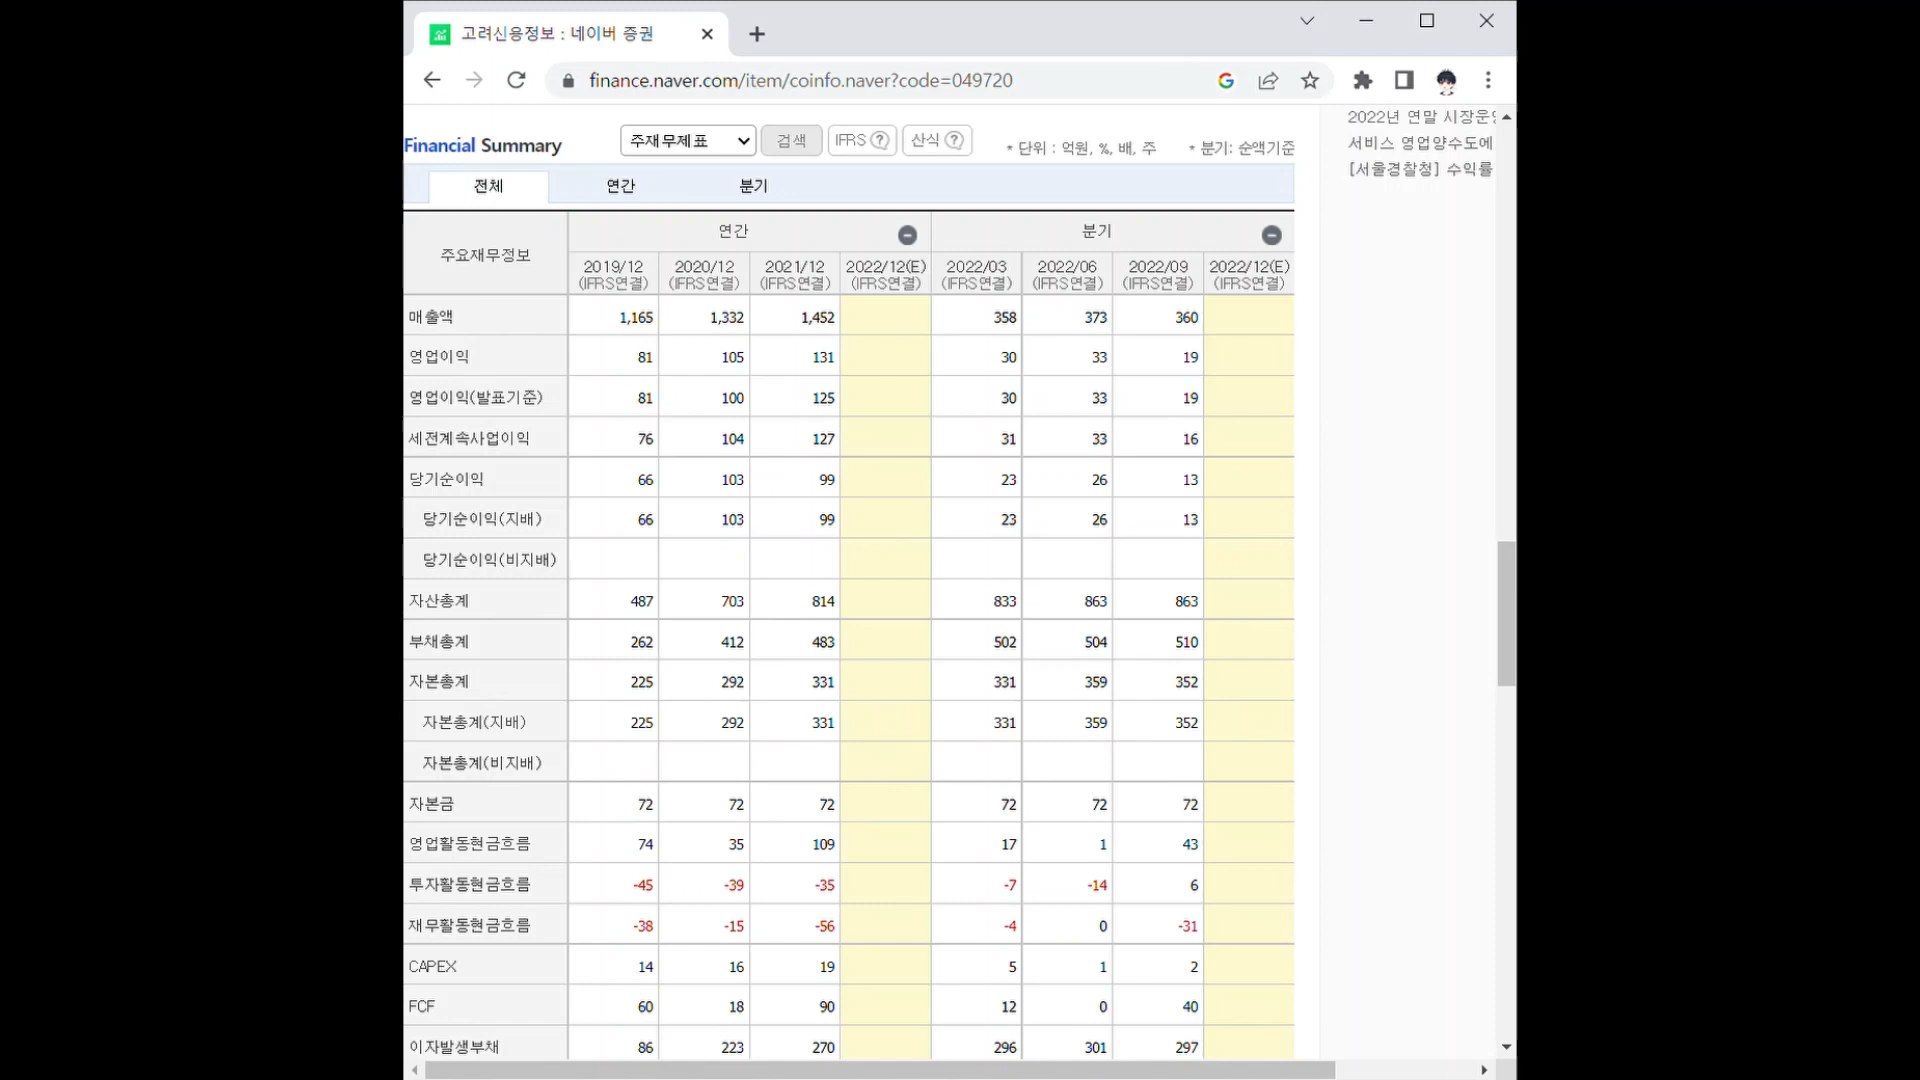 고려신용정보 : 네이버 증권
finance.naver.com/item/coinfo.naver?code=049720
Financial Summary 주재무제표 검색 IFRS ? 산식 ? * 단위 : 억원, %, 배, 주 * 분기: 순액기준
2022년 연말 시장운영
서비스 영업양수도에
[서울경찰청] 수익률
전체 연간 분기
주요재무정보 연간 분기
2019/12 2020/12 2021/12 2022/12(E) 2022/03 2022/06 2022/09 2022/12(E)
(IFRS연결) (IFRS연결) (IFRS연결) (IFRS연결) (IFRS연결) (IFRS연결) (IFRS연결) (IFRS연결)
매출액 1,165 1,332 1,452 358 373 360
영업이익 81 105 131 30 33 19
영업이익(발표기준) 81 100 125 30 33 19
세전계속사업이익 76 104 127 31 33 16
당기순이익 66 103 99 23 26 13
당기순이익(지배) 66 103 99 23 26 13
당기순이익(비지배)
자산총계 487 703 814 833 863 863
부채총계 262 412 483 502 504 510
자본총계 225 292 331 331 359 352
자본총계(지배) 225 292 331 331 359 352
자본총계(비지배)
자본금 72 72 72 72 72 72
영업활동현금흐름 74 35 109 17 1 43
투자활동현금흐름 -45 -39 -35 -7 -14 6
재무활동현금흐름 -38 -15 -56 -4 0 -31
CAPEX 14 16 19 5 1 2
FCF 60 18 90 12 0 40
이자발생부채 86 223 270 296 301 297